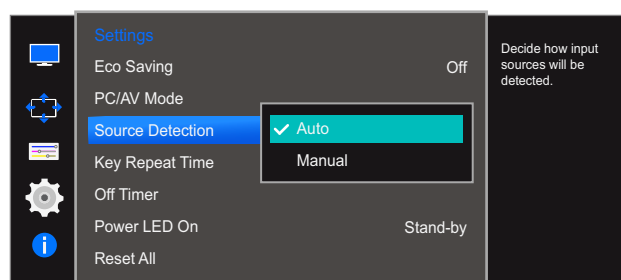 Settings
Eco Saving Off
PC/AV Mode
Source Detection
Auto
Key Repeat Time
Manual
Off Timer
Power LED On Stand-by
Reset All
Decide how input
sources will be
detected.